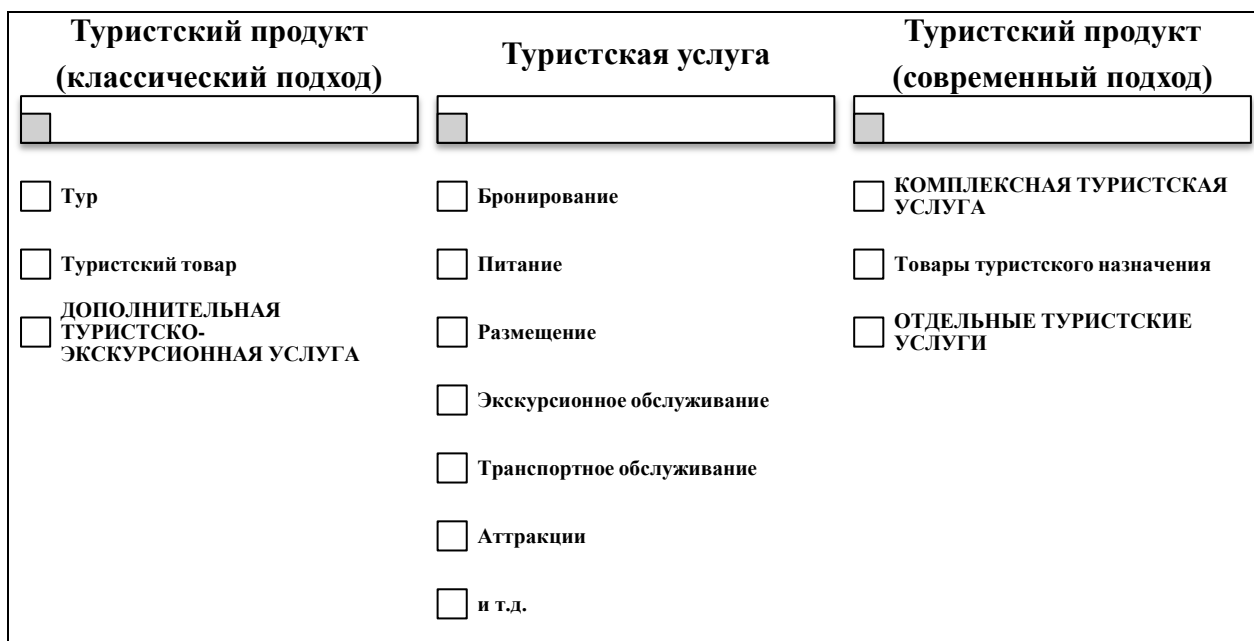 Туристский продукт
(классический подход)
Тур
Туристский товар
ДОПОЛНИТЕЛЬНАЯ
ТУРИСТСКО-
ЭКСКУРСИОННАЯ УСЛУГА
Туристская услуга
Бронирование
Питание
Размещение
Экскурсионное обслуживание
Транспортное обслуживание
Аттракции
и т.д.
Туристский продукт
(современный подход)
КОМПЛЕКСНАЯ ТУРИСТСКАЯ
УСЛУГА
Товары туристского назначения
ОТДЕЛЬНЫЕ ТУРИСТСКИЕ
УСЛУГИ